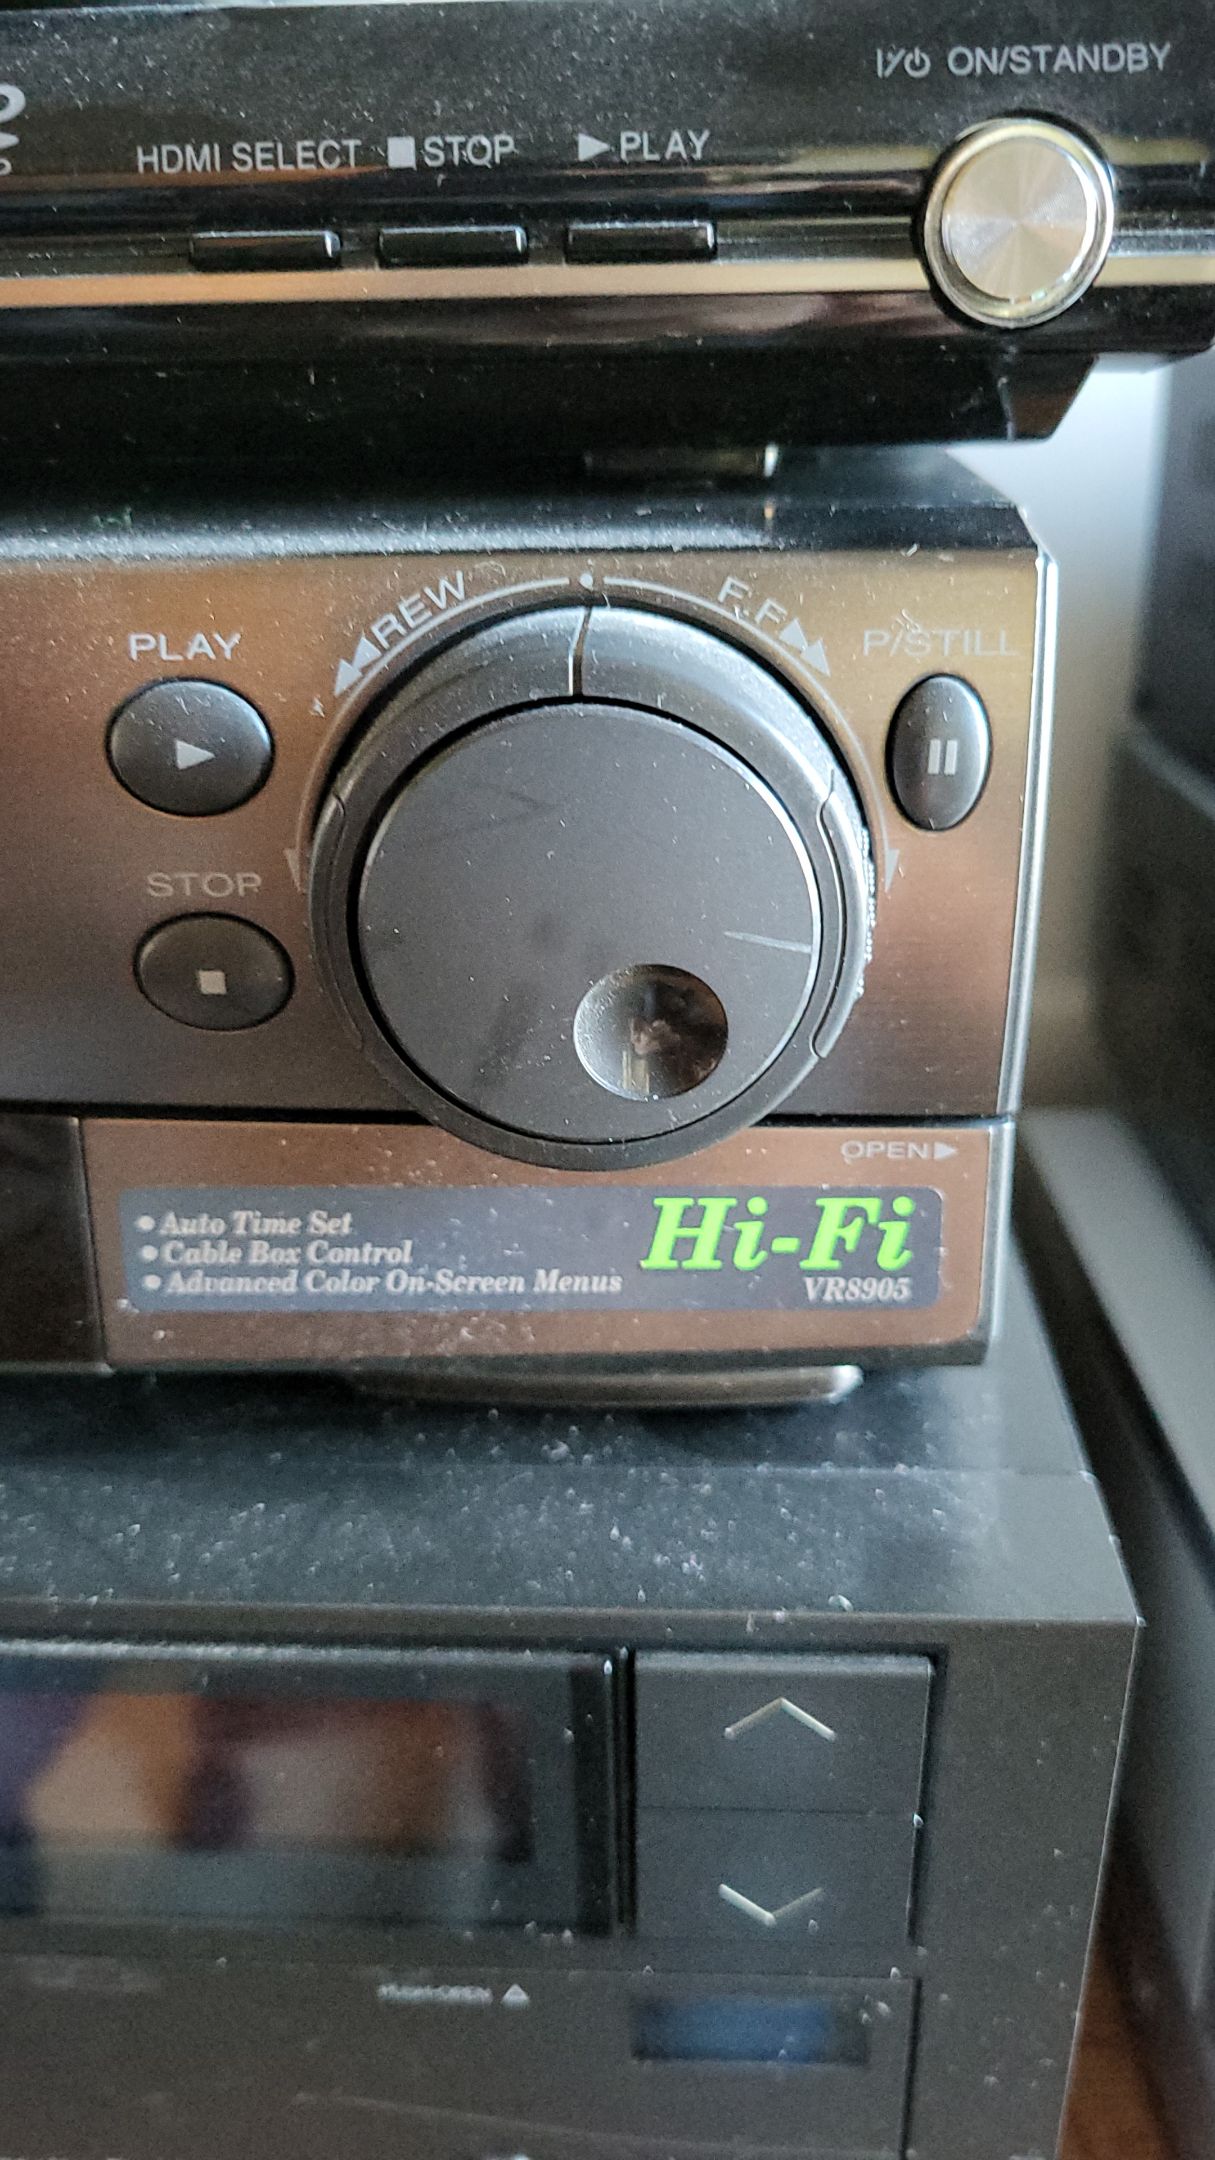 I/⏻ ON/STANDBY
HDMI SELECT ■ STOP ▶ PLAY
◀◀REW F.F▶▶
PLAY
P/STILL
STOP
OPEN▶
• Auto Time Set
• Cable Box Control
• Advanced Color On-Screen Menus
Hi-Fi
VR8905